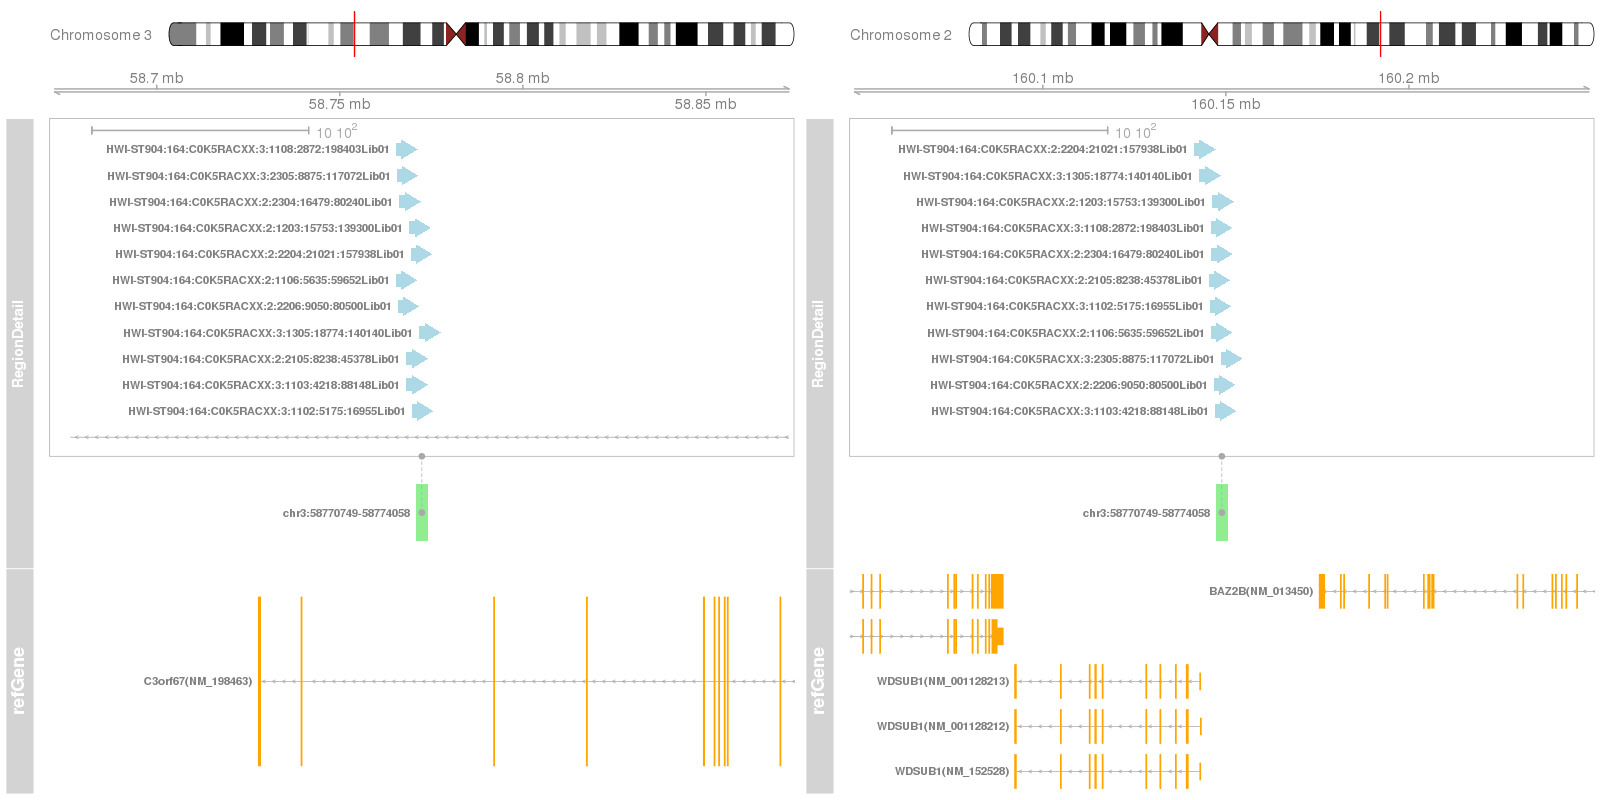 Chromosome 3
58.7 mb
58.8 mb
58.75 mb
58.85 mb
RegionDetail
10 10²
HWI-ST904:164:C0K5RACXX:3:1108:2872:198403Lib01
HWI-ST904:164:C0K5RACXX:3:2305:8875:117072Lib01
HWI-ST904:164:C0K5RACXX:2:2304:16479:80240Lib01
HWI-ST904:164:C0K5RACXX:2:1203:15753:139300Lib01
HWI-ST904:164:C0K5RACXX:2:2204:21021:157938Lib01
HWI-ST904:164:C0K5RACXX:2:1106:5635:59652Lib01
HWI-ST904:164:C0K5RACXX:2:2206:9050:80500Lib01
HWI-ST904:164:C0K5RACXX:3:1305:18774:140140Lib01
HWI-ST904:164:C0K5RACXX:2:2105:8238:45378Lib01
HWI-ST904:164:C0K5RACXX:3:1103:4218:88148Lib01
HWI-ST904:164:C0K5RACXX:3:1102:5175:16955Lib01
chr3:58770749-58774058
refGene
C3orf67(NM_198463)
Chromosome 2
160.1 mb
160.2 mb
160.15 mb
RegionDetail
10 10²
HWI-ST904:164:C0K5RACXX:2:2204:21021:157938Lib01
HWI-ST904:164:C0K5RACXX:3:1305:18774:140140Lib01
HWI-ST904:164:C0K5RACXX:2:1203:15753:139300Lib01
HWI-ST904:164:C0K5RACXX:3:1108:2872:198403Lib01
HWI-ST904:164:C0K5RACXX:2:2304:16479:80240Lib01
HWI-ST904:164:C0K5RACXX:2:2105:8238:45378Lib01
HWI-ST904:164:C0K5RACXX:3:1102:5175:16955Lib01
HWI-ST904:164:C0K5RACXX:2:1106:5635:59652Lib01
HWI-ST904:164:C0K5RACXX:3:2305:8875:117072Lib01
HWI-ST904:164:C0K5RACXX:2:2206:9050:80500Lib01
HWI-ST904:164:C0K5RACXX:3:1103:4218:88148Lib01
chr3:58770749-58774058
refGene
BAZ2B(NM_013450)
WDSUB1(NM_001128213)
WDSUB1(NM_001128212)
WDSUB1(NM_152528)